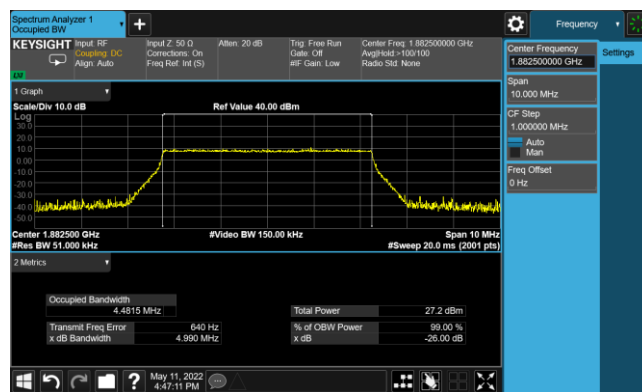 Spectrum Analyzer 1
Occupied BW
+
Frequency
KEYSIGHT
Input: RF
Coupling: DC
Align: Auto
Input Z: 50 Ω
Corrections: On
Freq Ref: Int (S)
Atten: 20 dB
Trig: Free Run
Gate: Off
#IF Gain: Low
Center Freq: 1.882500000 GHz
Avg|Hold:>100/100
Radio Std: None
Center Frequency
1.882500000 GHz
Settings
Span
10.000 MHz
CF Step
1.000000 MHz
Auto
Man
Freq Offset
0 Hz
1 Graph
Scale/Div 10.0 dB
Ref Value 40.00 dBm
Log
30.0
20.0
10.0
0.00
-10.0
-20.0
-30.0
-40.0
-50.0
Center 1.882500 GHz
#Video BW 150.00 kHz
Span 10 MHz
#Res BW 51.000 kHz
#Sweep 20.0 ms (2001 pts)
2 Metrics
Occupied Bandwidth
4.4815 MHz
Total Power
27.2 dBm
Transmit Freq Error
640 Hz
% of OBW Power
99.00 %
x dB Bandwidth
4.990 MHz
x dB
-26.00 dB
?
May 11, 2022
4:47:11 PM